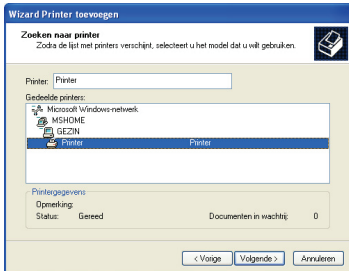 Wizard Printer toevoegen
Zoeken naar printer
Zodra de lijst met printers verschijnt, selecteert u het model dat u wilt gebruiken.
Printer: Printer
Gedeelde printers:
Microsoft Windows-netwerk
MSHOME
GEZIN
Printer Printer
Printergegevens
Opmerking:
Status: Gereed Documenten in wachtrij: 0
< Vorige Volgende > Annuleren